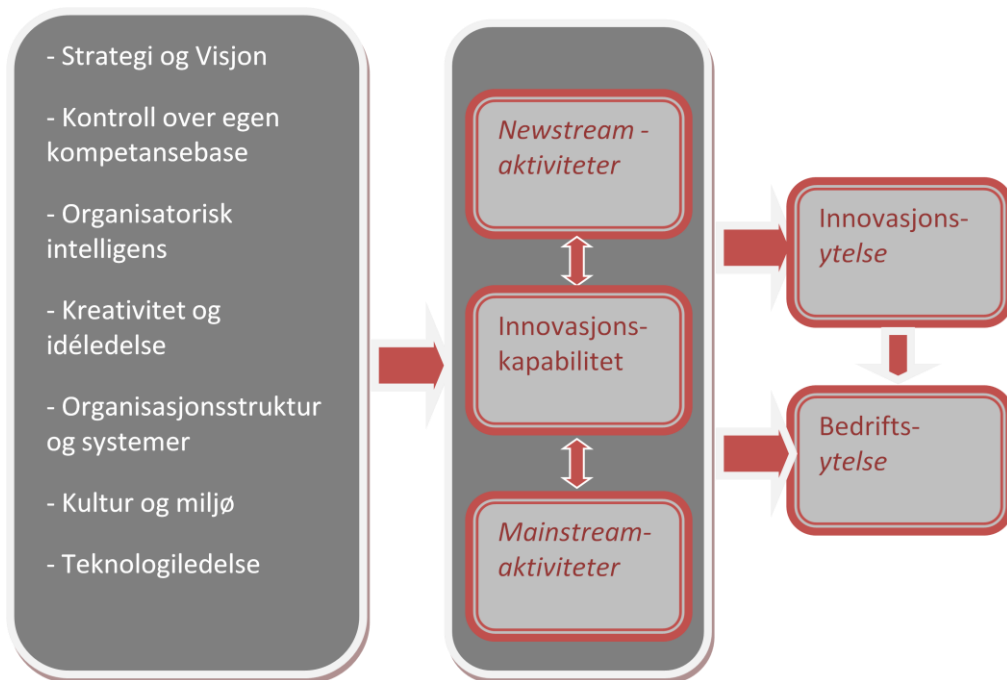 - Strategi og Visjon
- Kontroll over egen
kompetansebase
- Organisatorisk
intelligens
- Kreativitet og
idéledelse
- Organisasjonsstruktur
og systemer
- Kultur og miljø
- Teknologiledelse
Newstream -
aktiviteter
Innovasjons-
kapabilitet
Mainstream-
aktiviteter
Innovasjons-
ytelse
Bedrifts-
ytelse